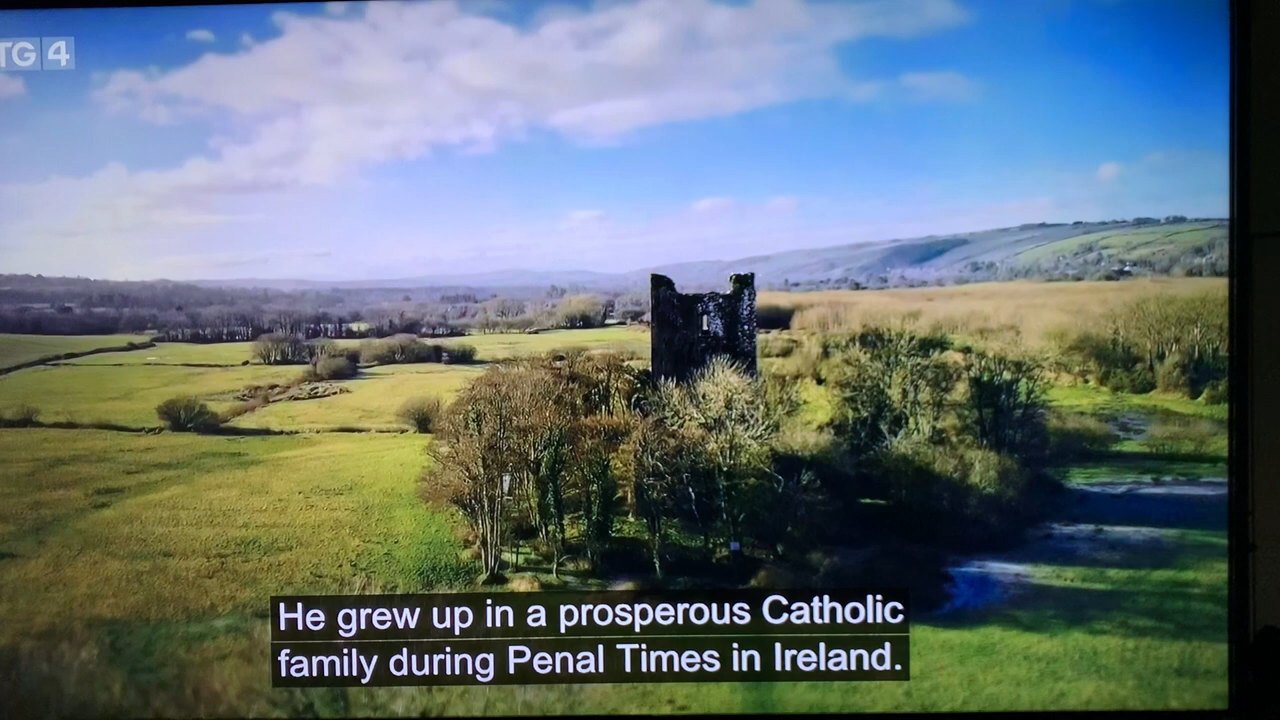 TG4
He grew up in a prosperous Catholic
family during Penal Times in Ireland.